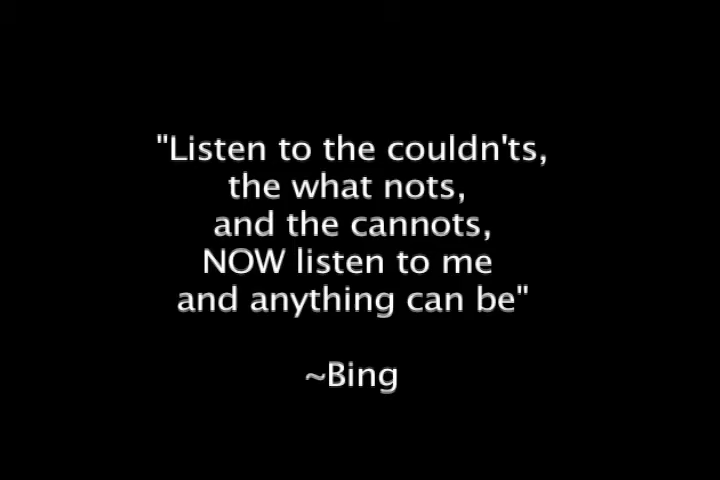 "Listen to the couldn'ts,
the what nots,
and the cannots,
NOW listen to me
and anything can be"
~Bing